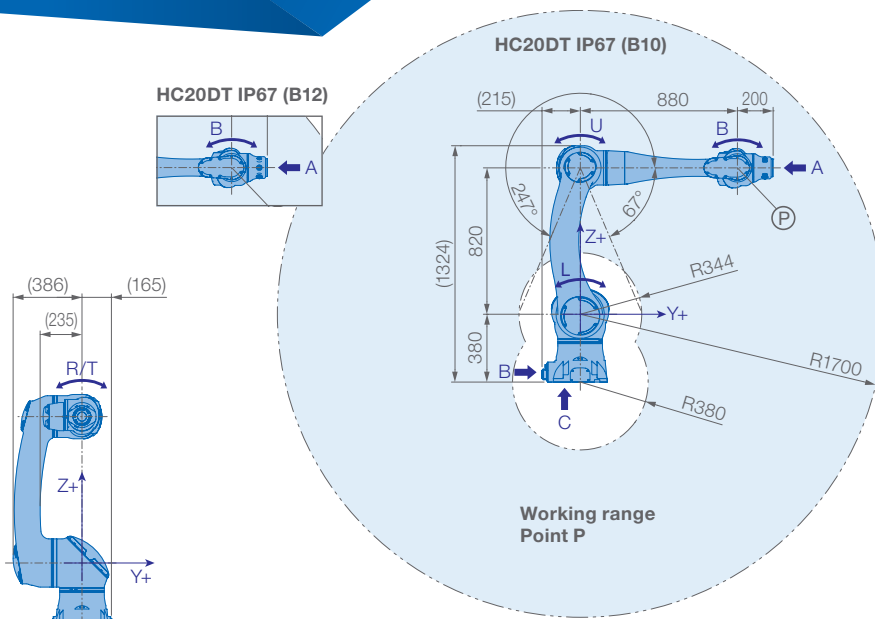 HC20DT IP67 (B10)
HC20DT IP67 (B12)
(215)
880
200
B
A
U
B
A
247°
67°
P
Z+
820
(1324)
L
R344
Y+
380
R1700
B
C
R380
(386)
(165)
(235)
R/T
Z+
Y+
Working range
Point P